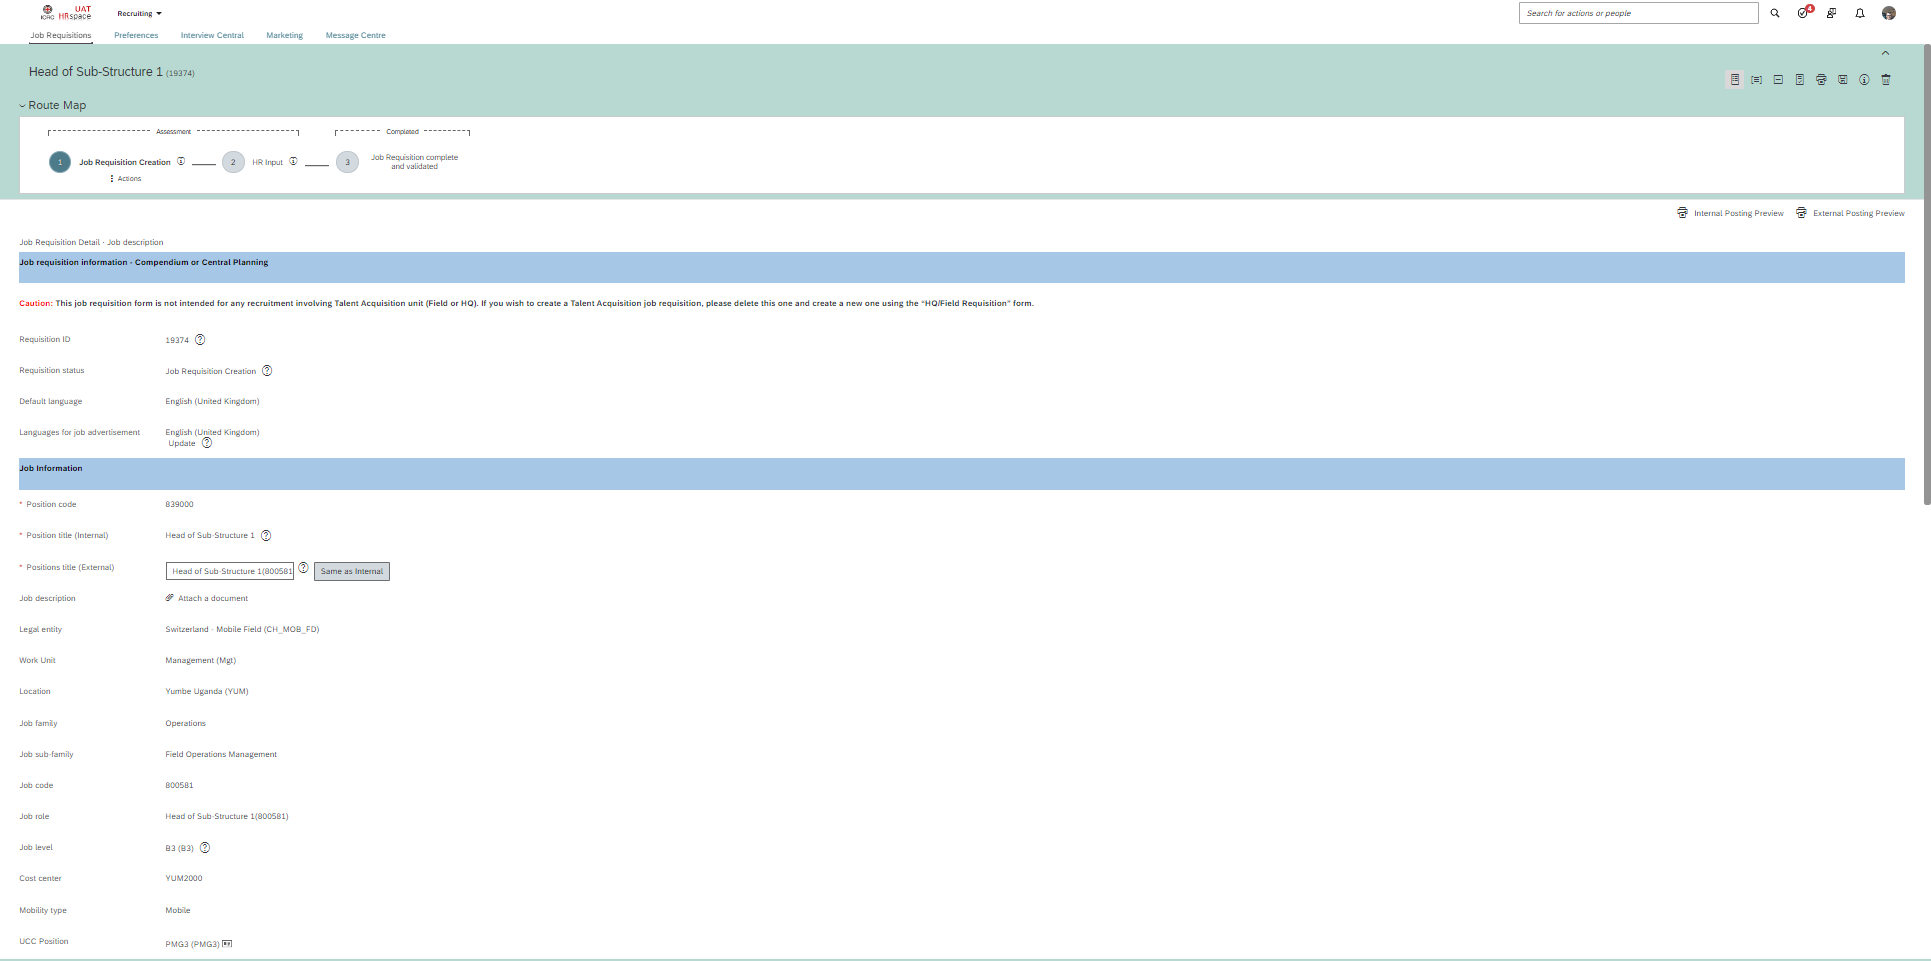 ICRC
UAT
HRspace
Recruiting
Search for actions or people
4
Job Requisitions
Preferences
Interview Central
Marketing
Message Centre
Head of Sub-Structure 1 (19374)
Route Map
Assessment
Completed
1
Job Requisition Creation
2
HR Input
3
Job Requisition complete
and validated
Actions
Internal Posting Preview
External Posting Preview
Job Requisition Detail - Job description
Job requisition information - Compendium or Central Planning
Caution: This job requisition form is not intended for any recruitment involving Talent Acquisition unit (Field or HQ). If you wish to create a Talent Acquisition job requisition, please delete this one and create a new one using the "HQ/Field Requisition" form.
Requisition ID
19374
Requisition status
Job Requisition Creation
Default language
English (United Kingdom)
Languages for job advertisement
English (United Kingdom)
Update
Job Information
* Position code
839000
* Position title (Internal)
Head of Sub-Structure 1
* Positions title (External)
Head of Sub-Structure 1(800581
Same as Internal
Job description
Attach a document
Legal entity
Switzerland - Mobile Field (CH_MOB_FD)
Work Unit
Management (Mgt)
Location
Yumbe Uganda (YUM)
Job family
Operations
Job sub-family
Field Operations Management
Job code
800581
Job role
Head of Sub-Structure 1(800581)
Job level
B3 (B3)
Cost center
YUM2000
Mobility type
Mobile
UCC Position
PMG3 (PMG3)